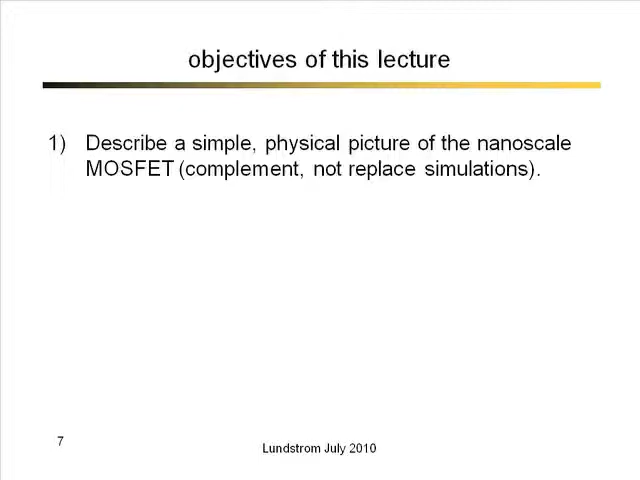 objectives of this lecture
1) Describe a simple, physical picture of the nanoscale
MOSFET (complement, not replace simulations).
7
Lundstrom July 2010